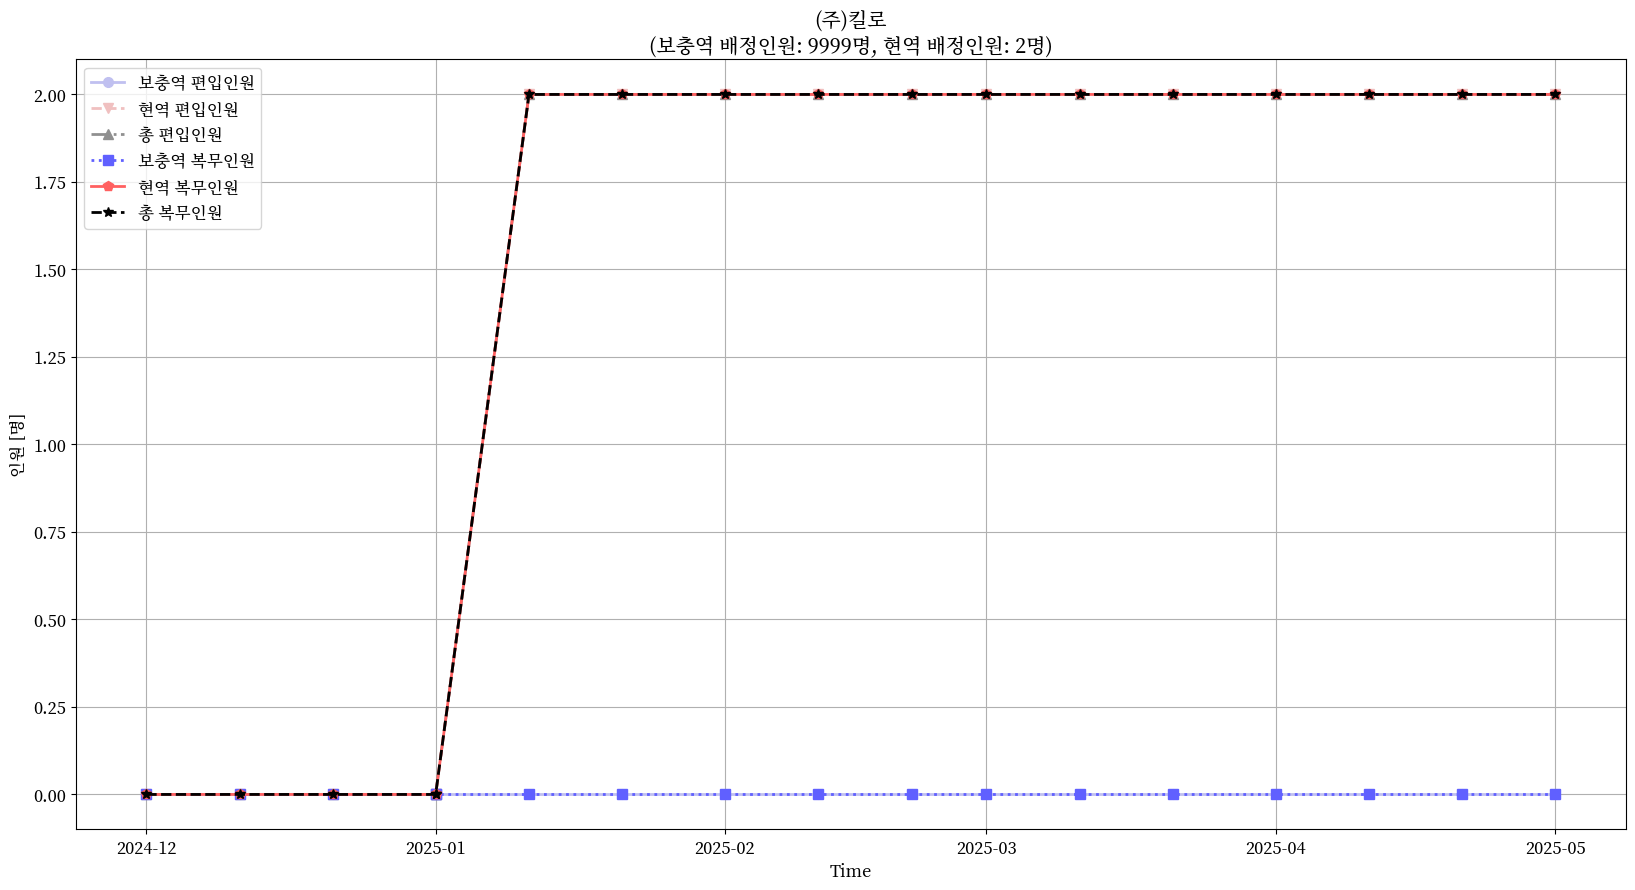 (주)킬로
(보충역 배정인원: 9999명, 현역 배정인원: 2명)
보충역 편입인원
현역 편입인원
총 편입인원
보충역 복무인원
현역 복무인원
총 복무인원
2.00
1.75
1.50
1.25
1.00
0.75
0.50
0.25
0.00
인원 [명]
2024-12
2025-01
2025-02
2025-03
2025-04
2025-05
Time